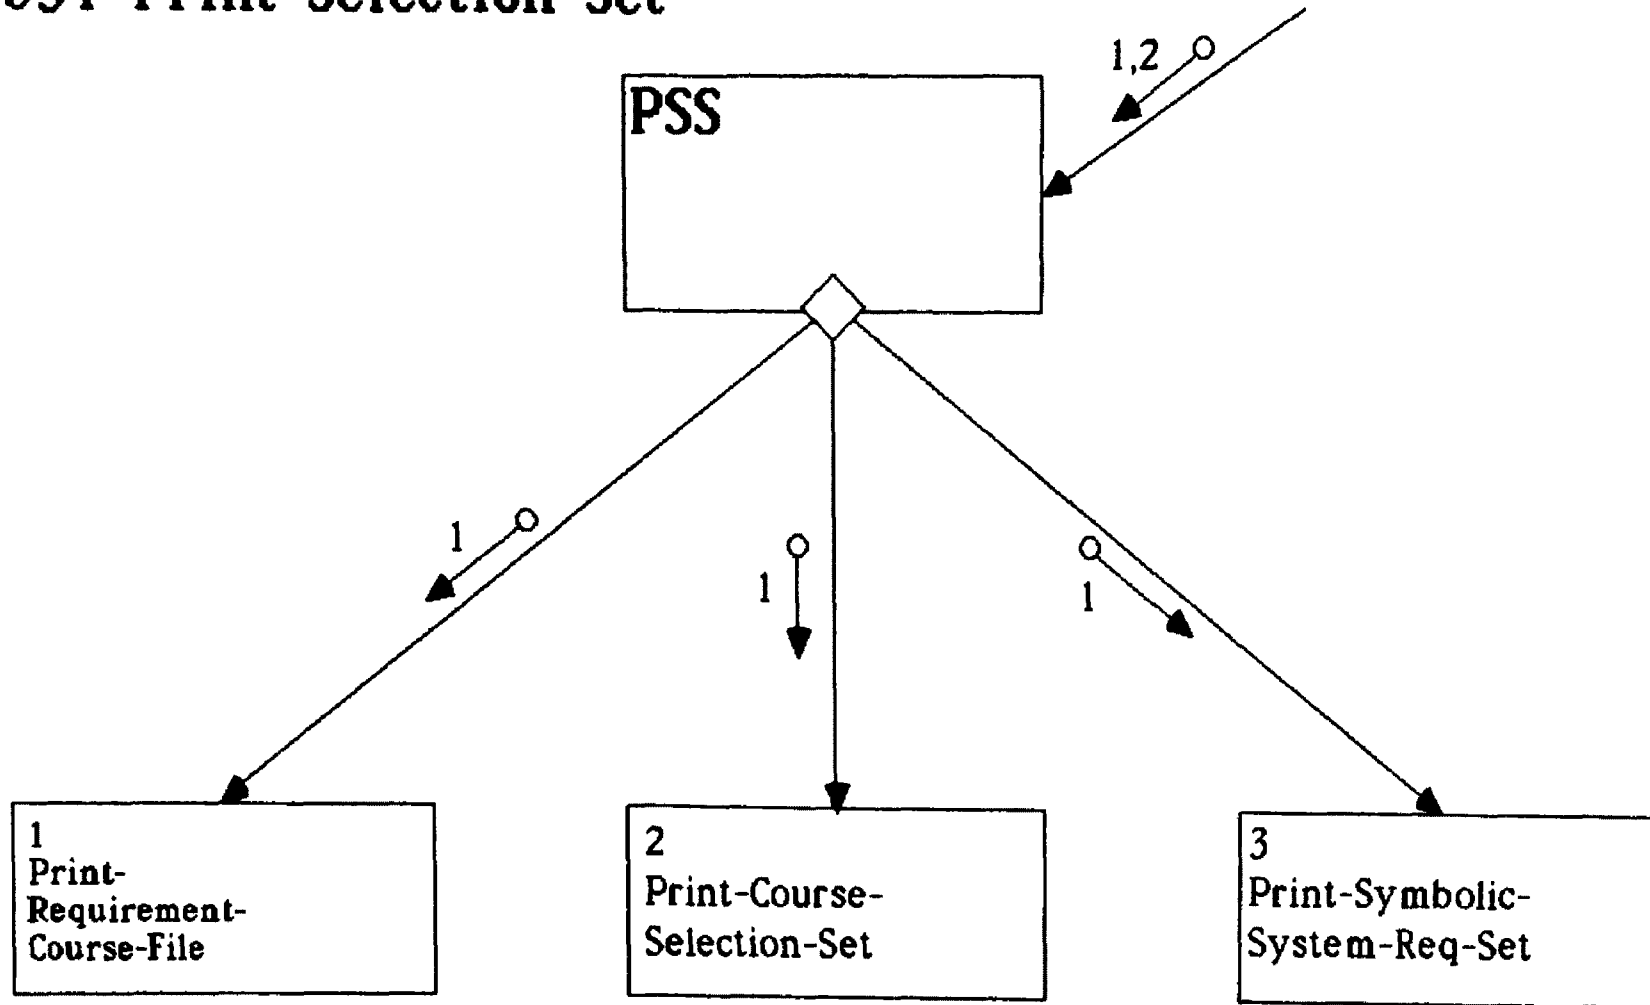 Print Selection Set
1,2
PSS
1
1
1
1
Print-
Requirement-
Course-File
2
Print-Course-
Selection-Set
3
Print-Symbolic-
System-Req-Set